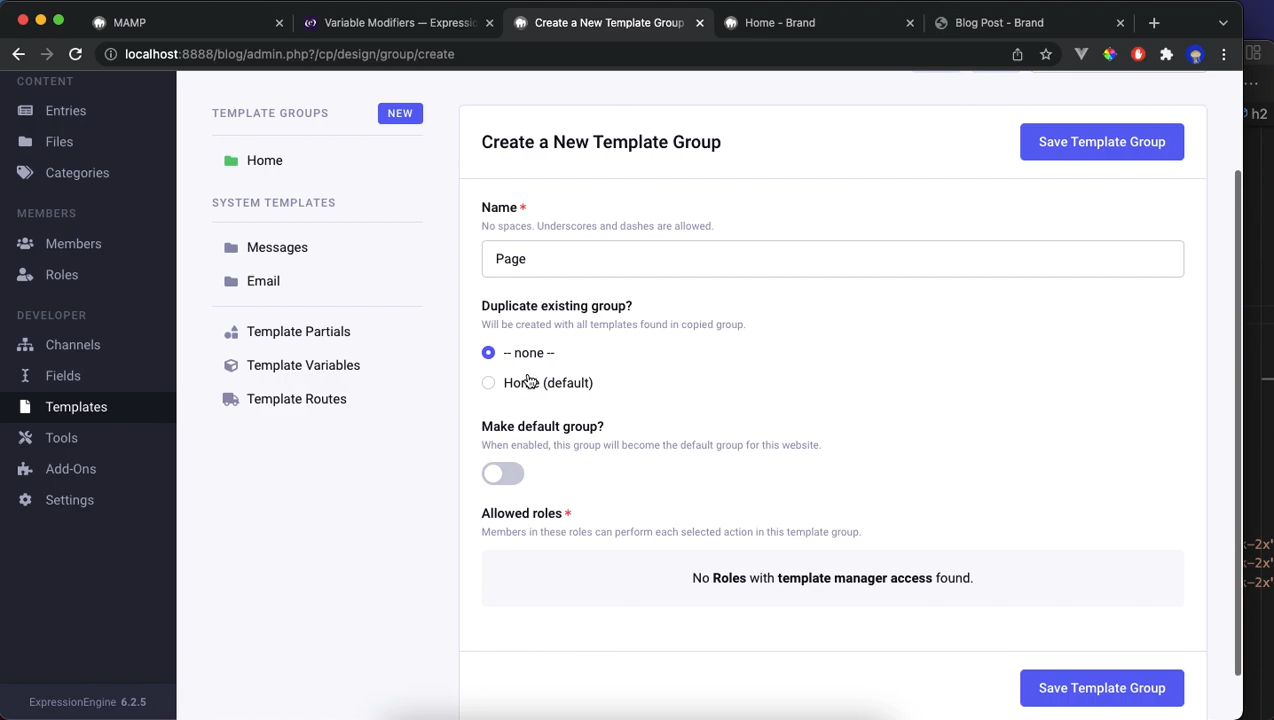 MAMP
Variable Modifiers — Expressio
Create a New Template Group
Home - Brand
Blog Post - Brand
localhost:8888/blog/admin.php?/cp/design/group/create
CONTENT
Entries
Files
Categories
MEMBERS
Members
Roles
DEVELOPER
Channels
Fields
Templates
Tools
Add-Ons
Settings
ExpressionEngine 6.2.5
TEMPLATE GROUPS
NEW
Home
SYSTEM TEMPLATES
Messages
Email
Template Partials
Template Variables
Template Routes
Create a New Template Group
Save Template Group
Name *
No spaces. Underscores and dashes are allowed.
Page
Duplicate existing group?
Will be created with all templates found in copied group.
-- none --
Home (default)
Make default group?
When enabled, this group will become the default group for this website.
Allowed roles *
Members in these roles can perform each selected action in this template group.
No Roles with template manager access found.
Save Template Group
h2
k-2x"
k-2x"
k-2x"